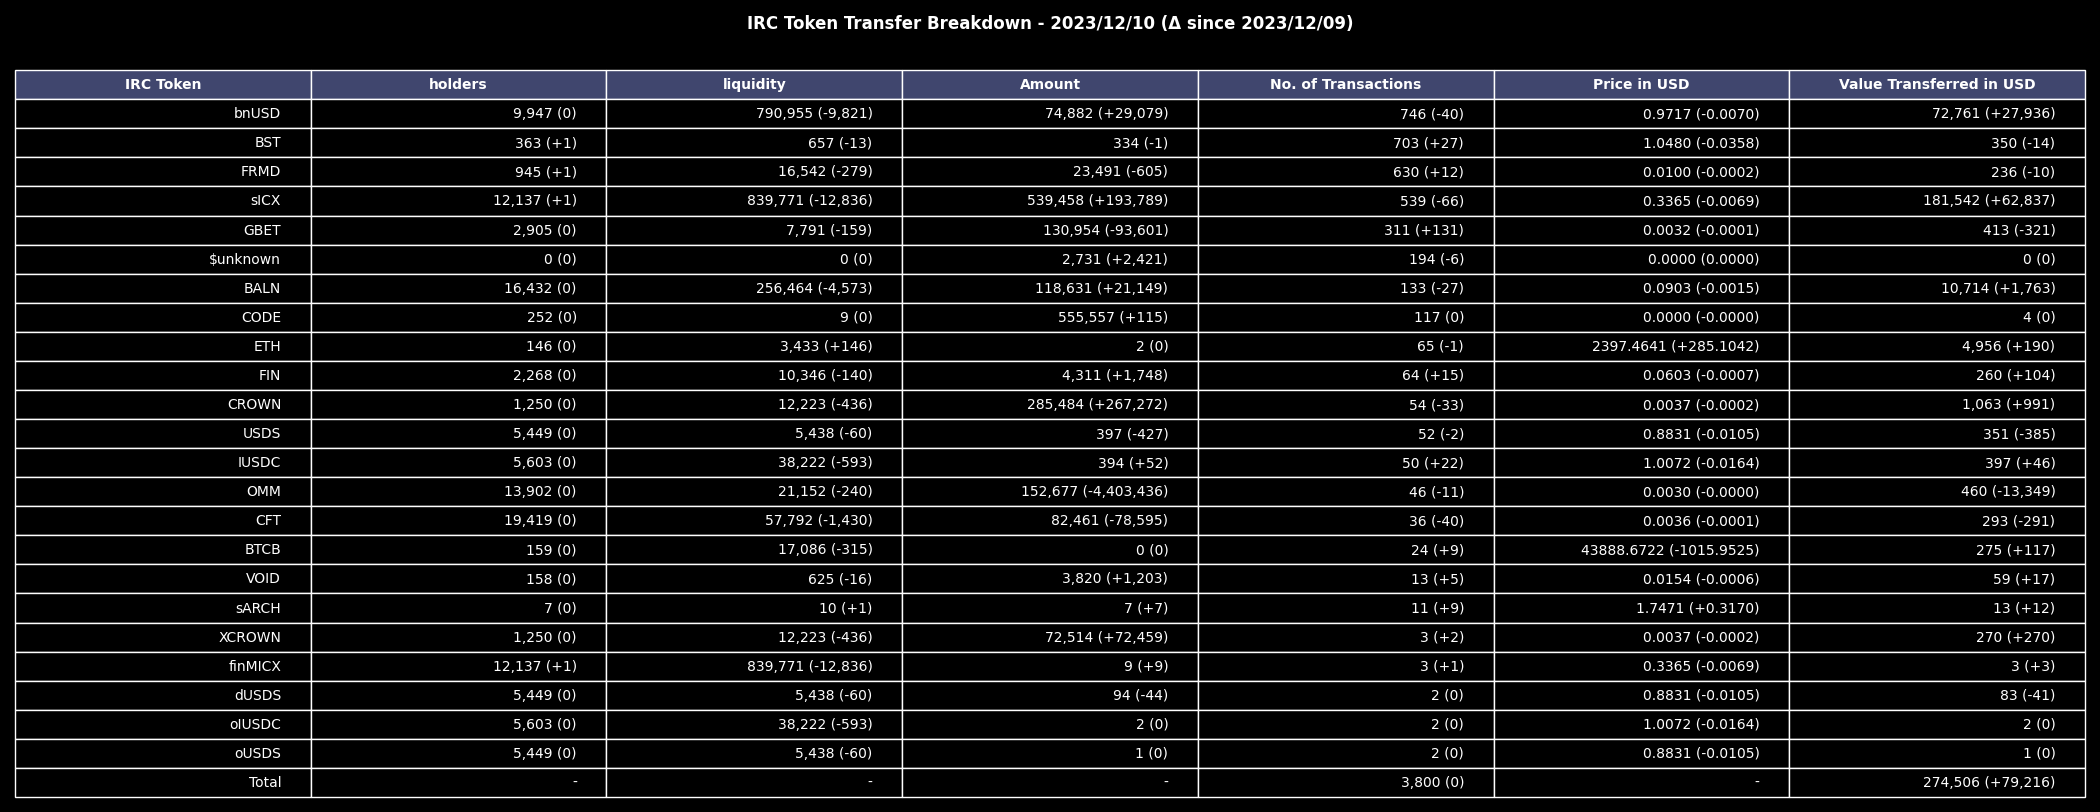 IRC Token Transfer Breakdown - 2023/12/10 (Δ since 2023/12/09)
IRC Token holders liquidity Amount No. of Transactions Price in USD Value Transferred in USD
bnUSD 9,947 (0) 790,955 (-9,821) 74,882 (+29,079) 746 (-40) 0.9717 (-0.0070) 72,761 (+27,936)
BST 363 (+1) 657 (-13) 334 (-1) 703 (+27) 1.0480 (-0.0358) 350 (-14)
FRMD 945 (+1) 16,542 (-279) 23,491 (-605) 630 (+12) 0.0100 (-0.0002) 236 (-10)
sICX 12,137 (+1) 839,771 (-12,836) 539,458 (+193,789) 539 (-66) 0.3365 (-0.0069) 181,542 (+62,837)
GBET 2,905 (0) 7,791 (-159) 130,954 (-93,601) 311 (+131) 0.0032 (-0.0001) 413 (-321)
$unknown 0 (0) 0 (0) 2,731 (+2,421) 194 (-6) 0.0000 (0.0000) 0 (0)
BALN 16,432 (0) 256,464 (-4,573) 118,631 (+21,149) 133 (-27) 0.0903 (-0.0015) 10,714 (+1,763)
CODE 252 (0) 9 (0) 555,557 (+115) 117 (0) 0.0000 (-0.0000) 4 (0)
ETH 146 (0) 3,433 (+146) 2 (0) 65 (-1) 2397.4641 (+285.1042) 4,956 (+190)
FIN 2,268 (0) 10,346 (-140) 4,311 (+1,748) 64 (+15) 0.0603 (-0.0007) 260 (+104)
CROWN 1,250 (0) 12,223 (-436) 285,484 (+267,272) 54 (-33) 0.0037 (-0.0002) 1,063 (+991)
USDS 5,449 (0) 5,438 (-60) 397 (-427) 52 (-2) 0.8831 (-0.0105) 351 (-385)
IUSDC 5,603 (0) 38,222 (-593) 394 (+52) 50 (+22) 1.0072 (-0.0164) 397 (+46)
OMM 13,902 (0) 21,152 (-240) 152,677 (-4,403,436) 46 (-11) 0.0030 (-0.0000) 460 (-13,349)
CFT 19,419 (0) 57,792 (-1,430) 82,461 (-78,595) 36 (-40) 0.0036 (-0.0001) 293 (-291)
BTCB 159 (0) 17,086 (-315) 0 (0) 24 (+9) 43888.6722 (-1015.9525) 275 (+117)
VOID 158 (0) 625 (-16) 3,820 (+1,203) 13 (+5) 0.0154 (-0.0006) 59 (+17)
sARCH 7 (0) 10 (+1) 7 (+7) 11 (+9) 1.7471 (+0.3170) 13 (+12)
XCROWN 1,250 (0) 12,223 (-436) 72,514 (+72,459) 3 (+2) 0.0037 (-0.0002) 270 (+270)
finMICX 12,137 (+1) 839,771 (-12,836) 9 (+9) 3 (+1) 0.3365 (-0.0069) 3 (+3)
dUSDS 5,449 (0) 5,438 (-60) 94 (-44) 2 (0) 0.8831 (-0.0105) 83 (-41)
oIUSDC 5,603 (0) 38,222 (-593) 2 (0) 2 (0) 1.0072 (-0.0164) 2 (0)
oUSDS 5,449 (0) 5,438 (-60) 1 (0) 2 (0) 0.8831 (-0.0105) 1 (0)
Total - - - 3,800 (0) - 274,506 (+79,216)